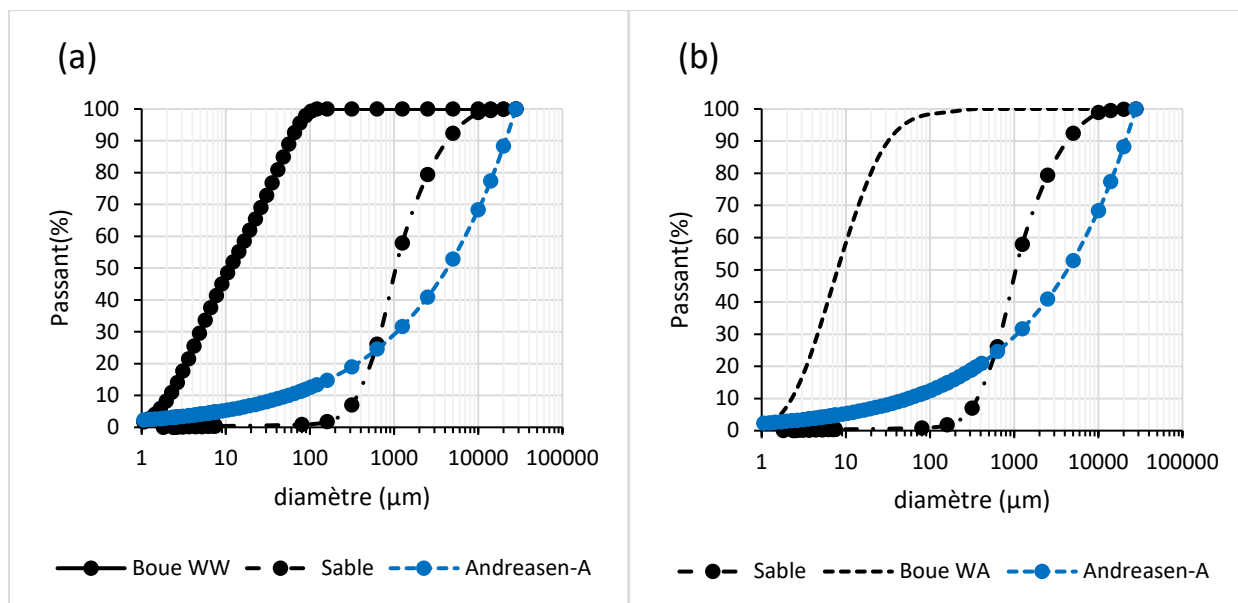 (a)
100
90
80
70
60
50
40
30
20
10
0
Passant(%)
1 10 100 1000 10000 100000
diamètre (µm)
Boue WW Sable Andreasen-A
(b)
100
90
80
70
60
50
40
30
20
10
0
Passant(%)
1 10 100 1000 10000 100000
diamètre (µm)
Sable Boue WA Andreasen-A